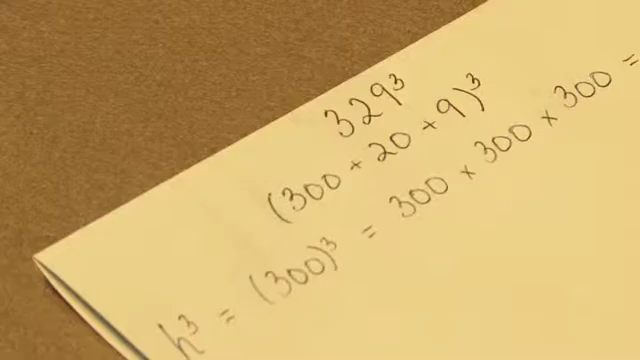 329³
(300 + 20 + 9)³
h³ = (300)³ = 300 × 300 × 300 =